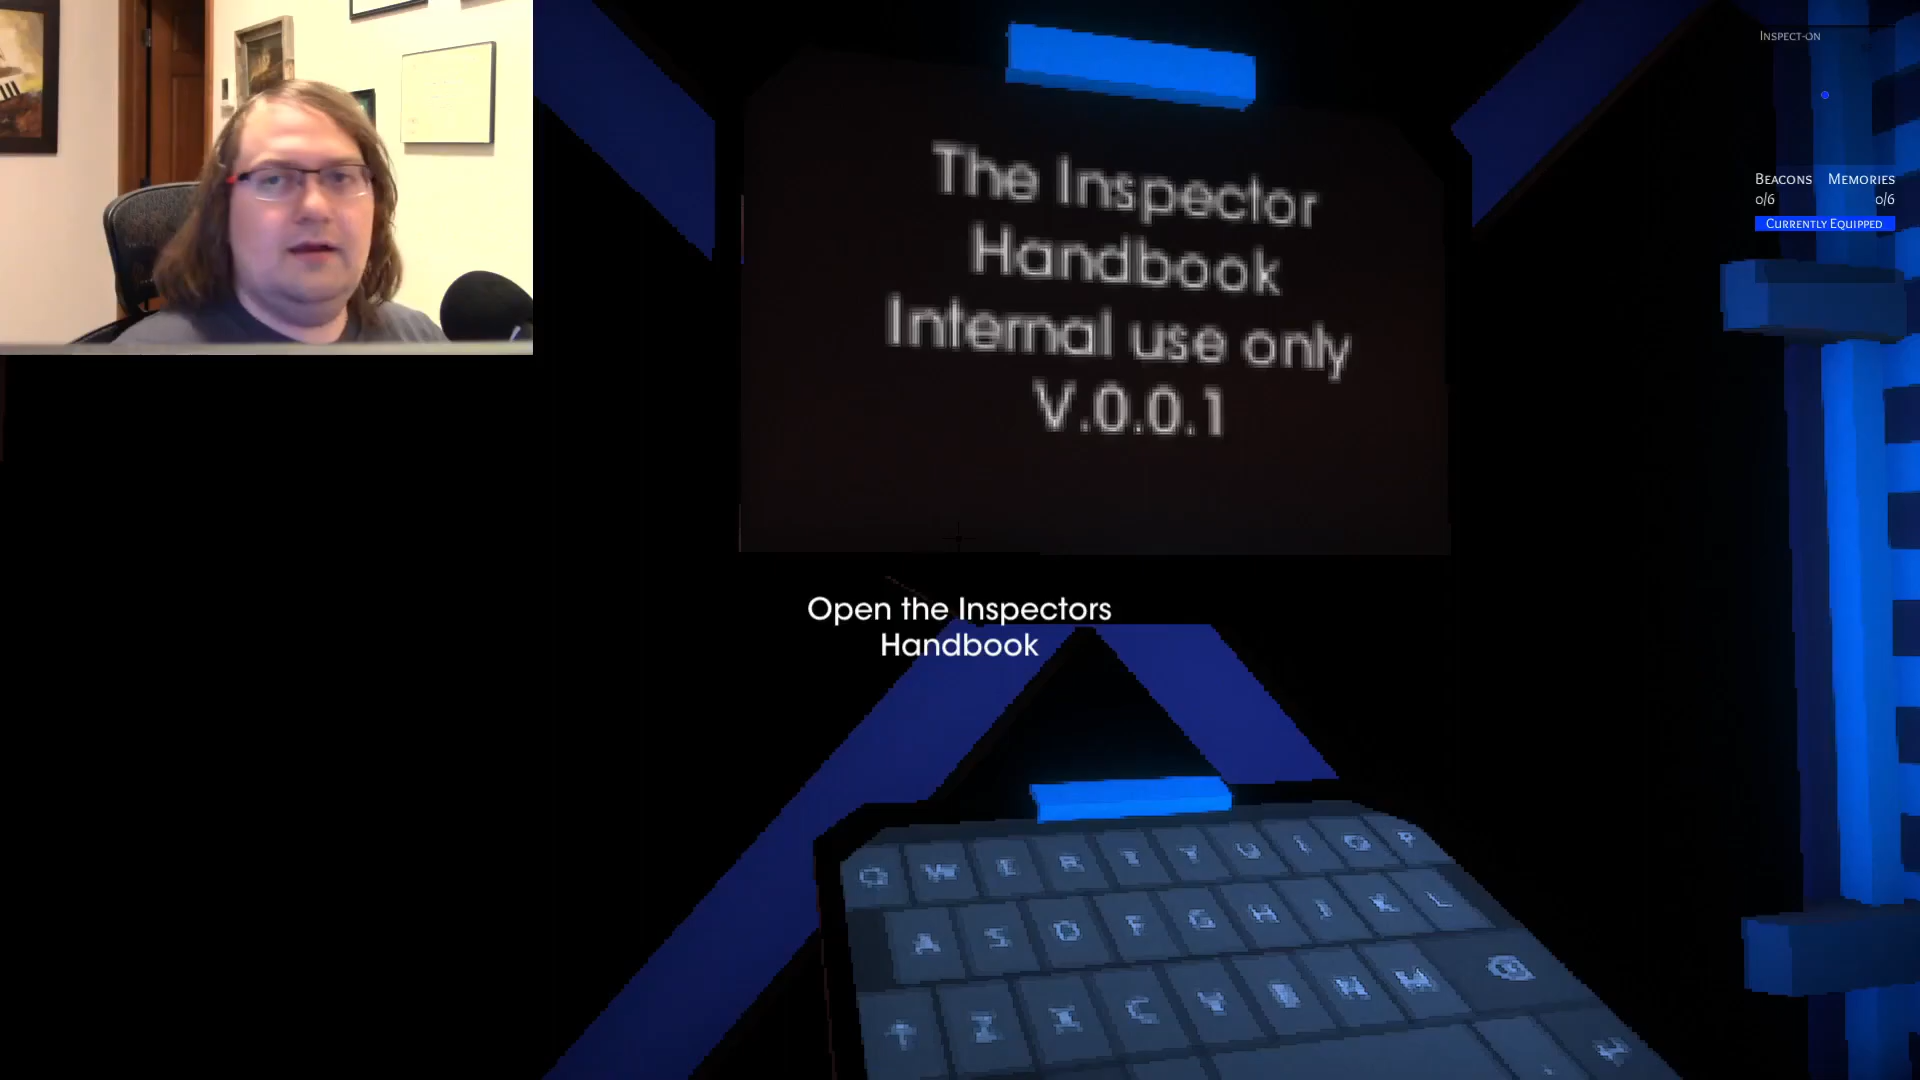 INSPECT-ON
The Inspector
Handbook
Internal use only
V.0.0.1
BEACONS MEMORIES
0/6 0/6
CURRENTLY EQUIPPED
Open the Inspectors
Handbook
Q W E R T Y U I O P
A S D F G H J K L
Z X C V B N M